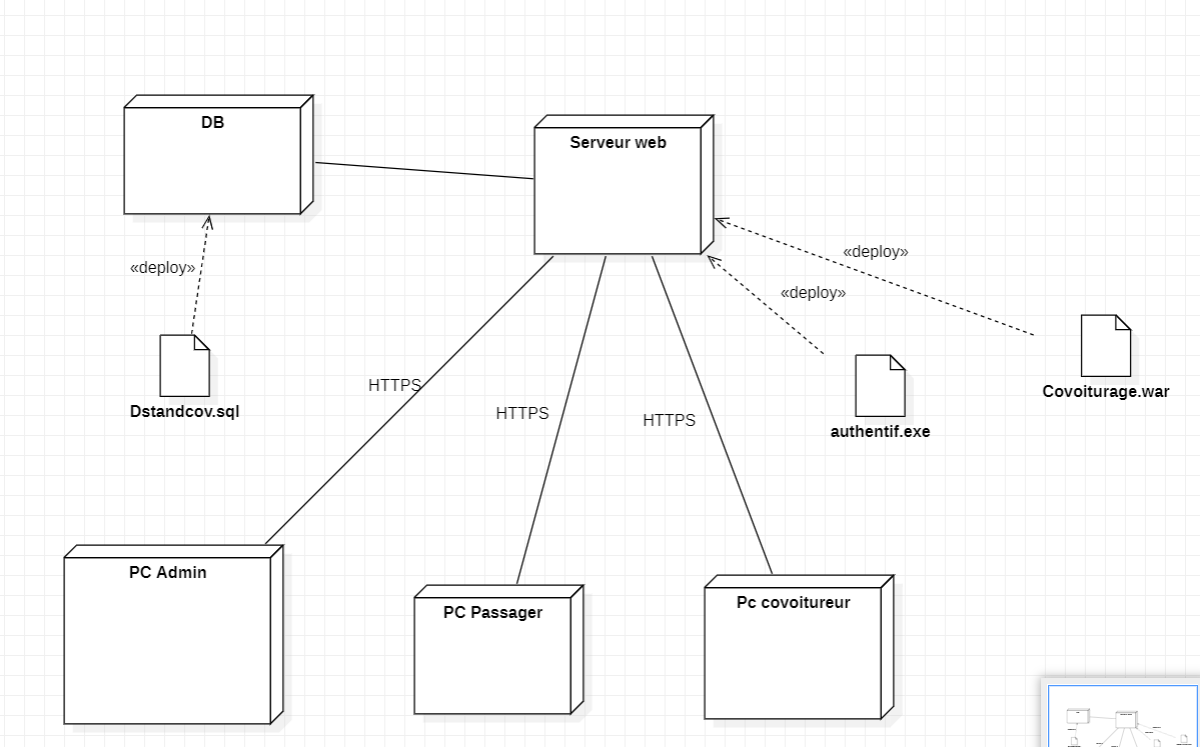 DB
Serveur web
«deploy»
«deploy»
«deploy»
Dstandcov.sql
HTTPS
HTTPS
HTTPS
Covoiturage.war
authentif.exe
PC Admin
PC Passager
Pc covoitureur